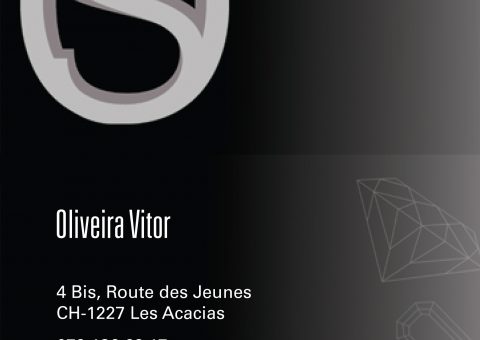 Oliveira Vitor
4 Bis, Route des Jeunes
CH-1227 Les Acacias